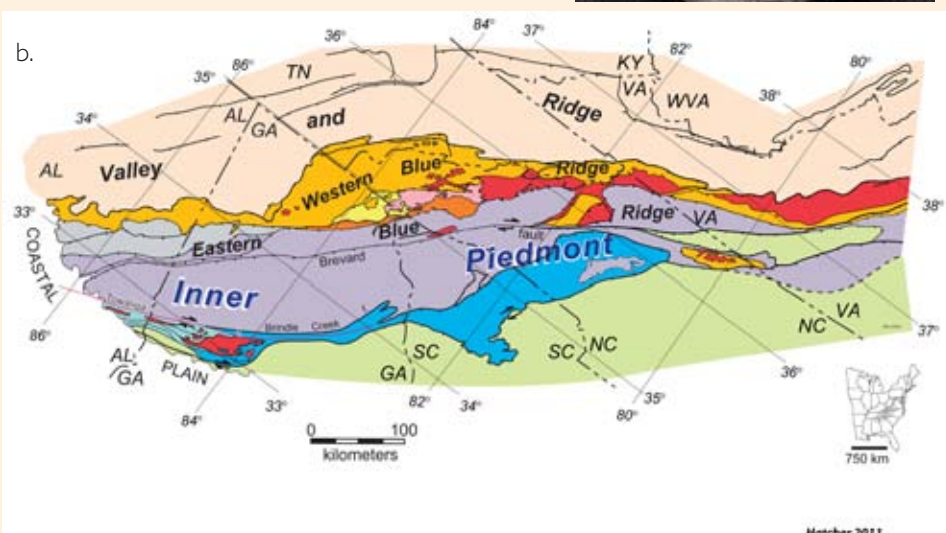 b.
36°
84°
37°
82°
80°
TN
KY
35°
86°
VA
WVA
38°
34°
AL
GA
and
Ridge
AL
Valley
Western
Blue
Ridge
33°
38°
COASTAL
Eastern
Blue
Ridge
VA
fault
Brevard
Piedmont
Inner
86°
Brindle Creek
VA
NC
37°
AL
GA
PLAIN
SC
SC
NC
GA
84°
33°
82°
34°
80°
35°
36°
0
100
kilometers
750 km
Hatcher 2011